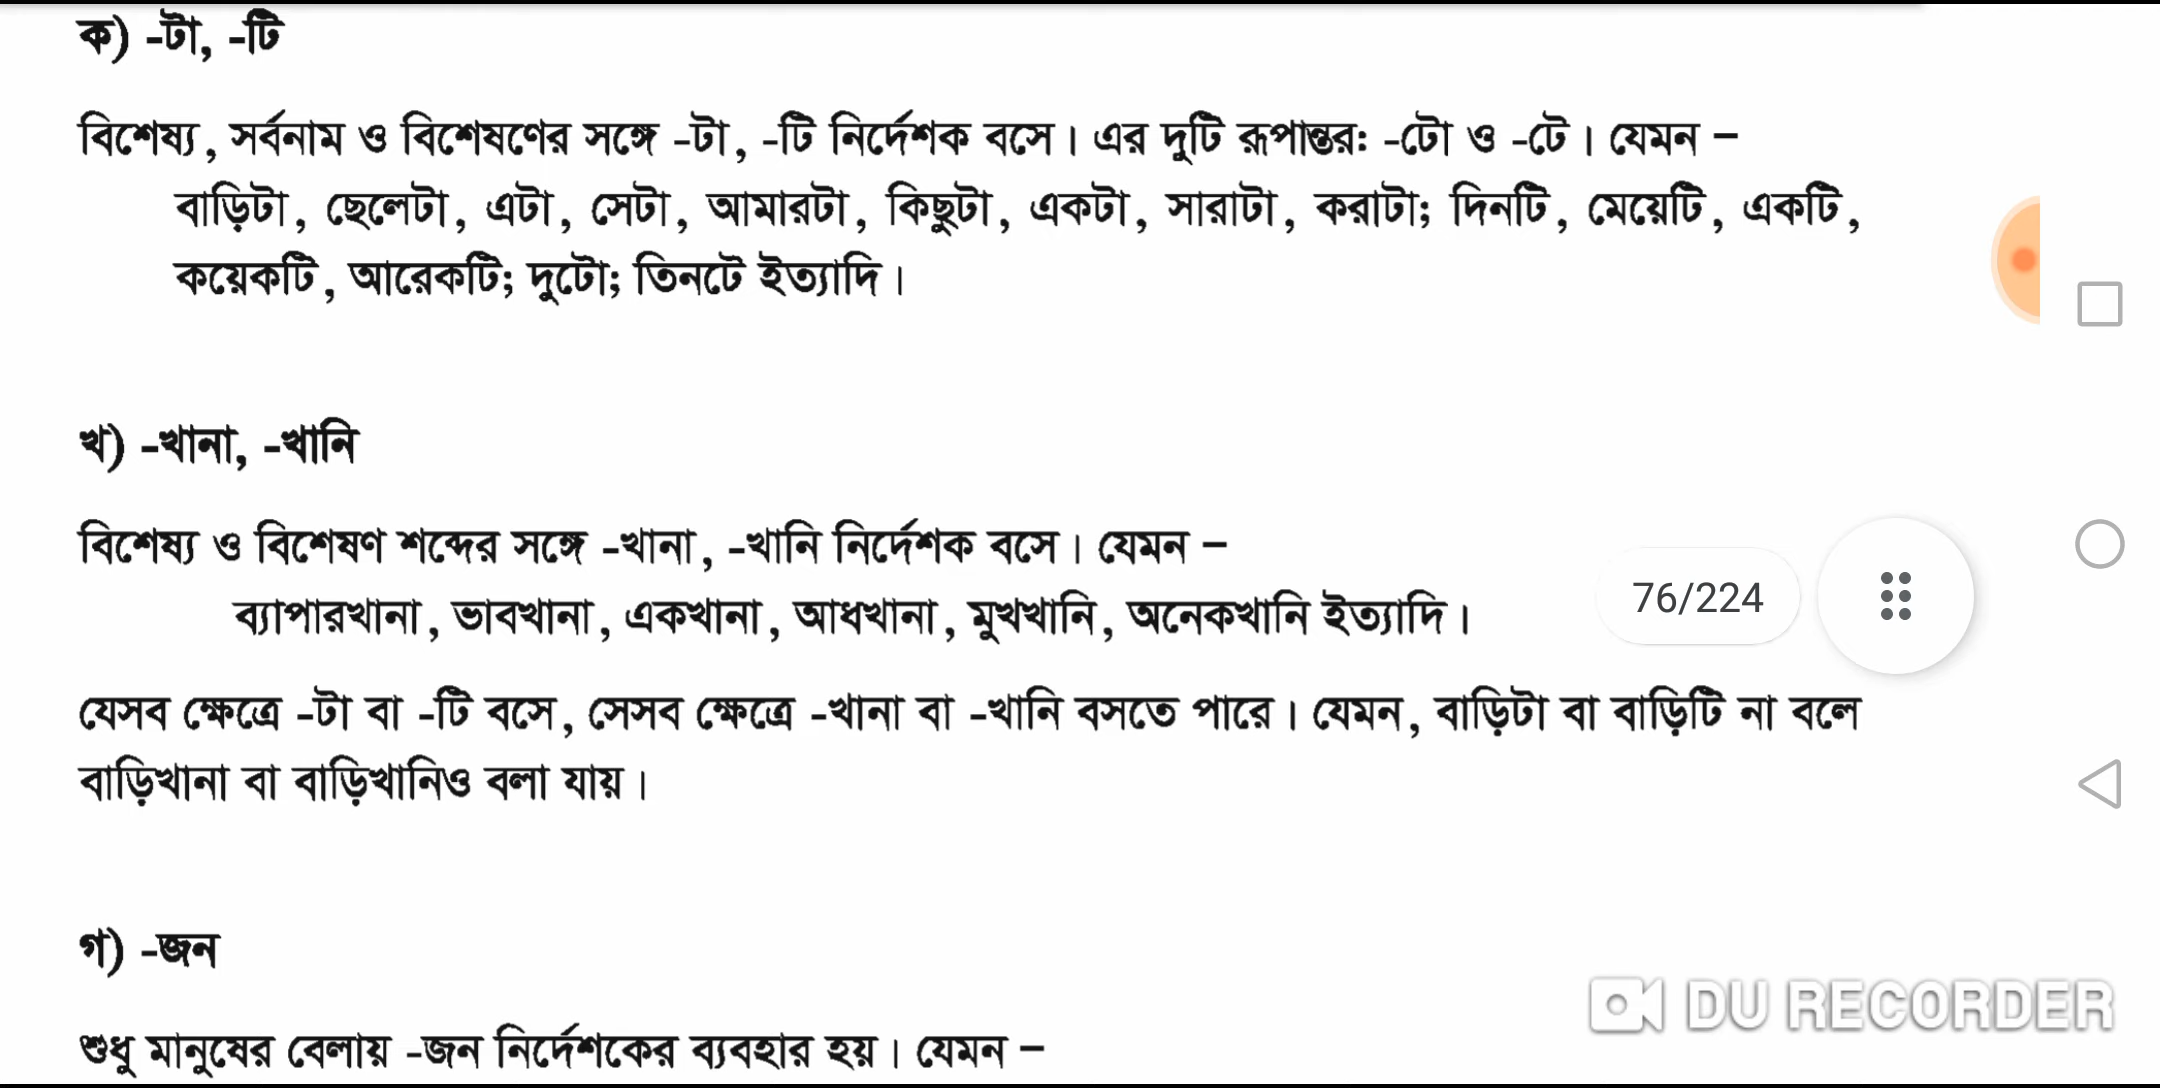 ক) -টা, -টি
বিশেষ্য, সর্বনাম ও বিশেষণের সঙ্গে -টা, -টি নির্দেশক বসে। এর দুটি রূপান্তর: -টো ও -টে। যেমন –
বাড়িটা, ছেলেটা, এটা, সেটা, আমারটা, কিছুটা, একটা, সারাটা, করাটা; দিনটি, মেয়েটি, একটি,
কয়েকটি, আরেকটি; দুটো; তিনটে ইত্যাদি।
খ) -খানা, -খানি
বিশেষ্য ও বিশেষণ শব্দের সঙ্গে -খানা, -খানি নির্দেশক বসে। যেমন –
ব্যাপারখানা, ভাবখানা, একখানা, আধখানা, মুখখানি, অনেকখানি ইত্যাদি।
76/224
যেসব ক্ষেত্রে -টা বা -টি বসে, সেসব ক্ষেত্রে -খানা বা -খানি বসতে পারে। যেমন, বাড়িটা বা বাড়িটি না বলে
বাড়িখানা বা বাড়িখানিও বলা যায়।
গ) -জন
শুধু মানুষের বেলায় -জন নির্দেশকের ব্যবহার হয়। যেমন –
DU RECORDER